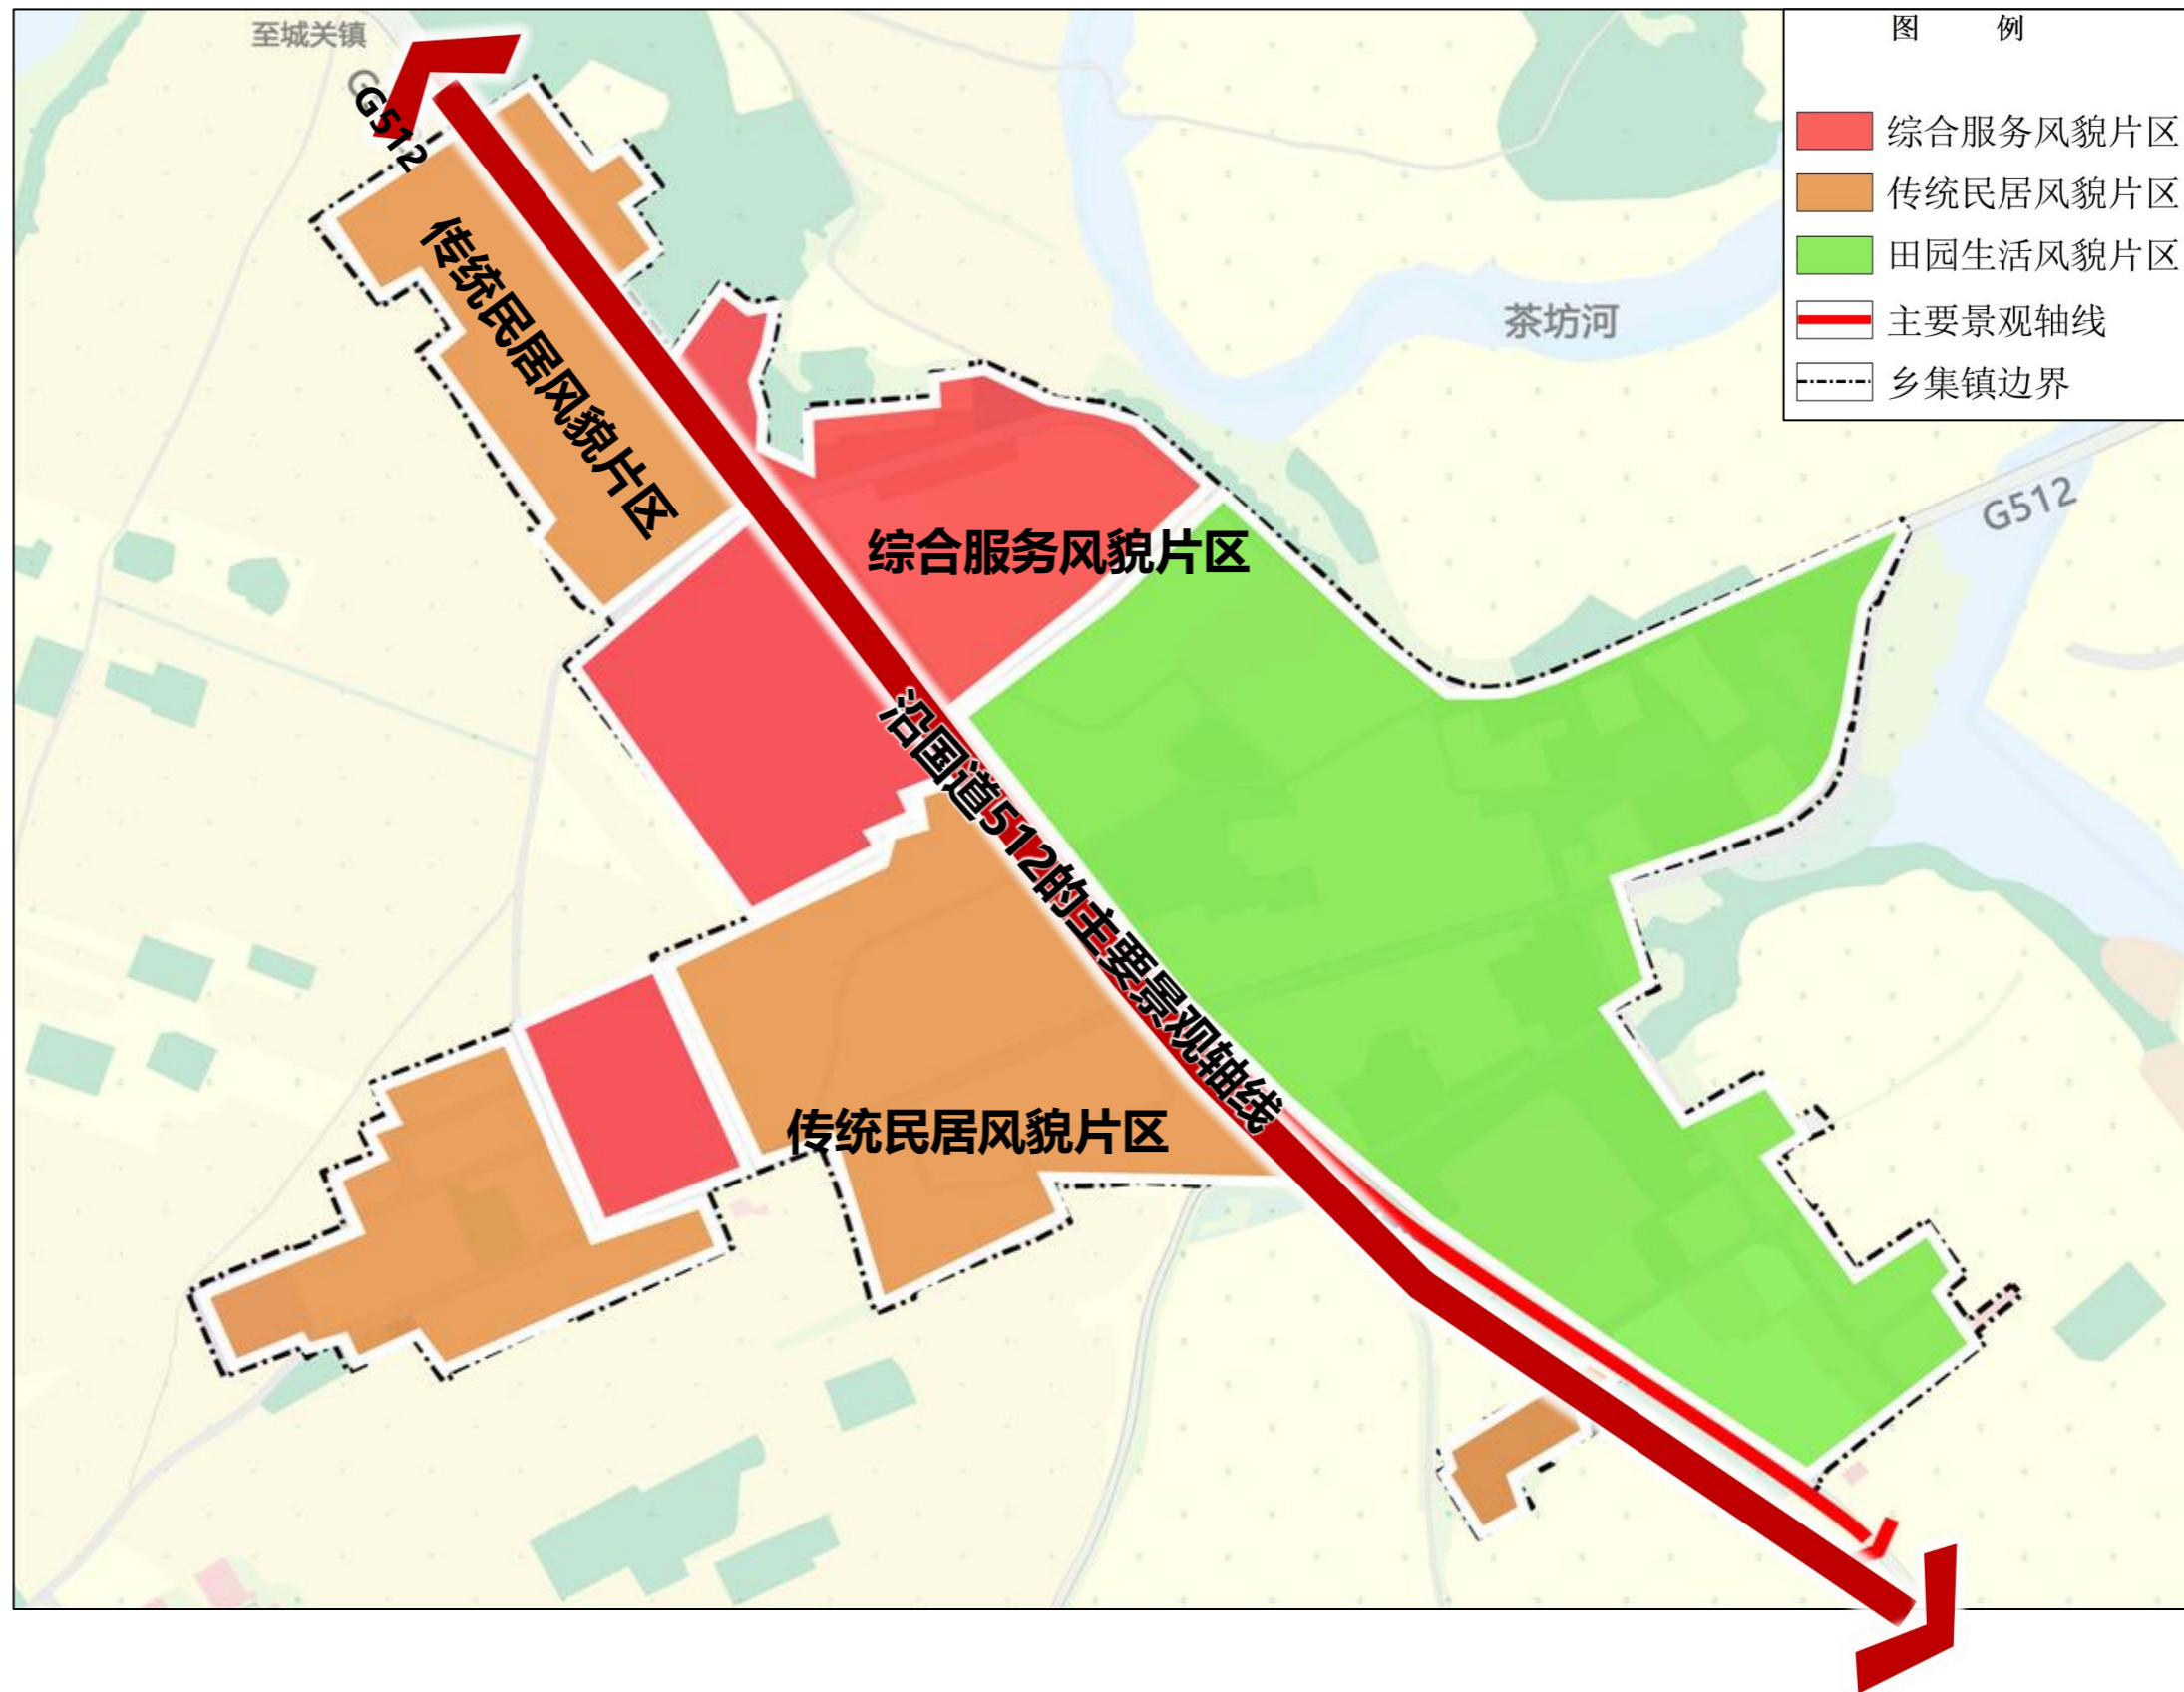 至城关镇
G
G512
图 例
综合服务风貌片区
传统民居风貌片区
田园生活风貌片区
主要景观轴线
乡集镇边界
传统民居风貌片区
茶坊河
G512
综合服务风貌片区
沿国道512的主要景观轴线
传统民居风貌片区